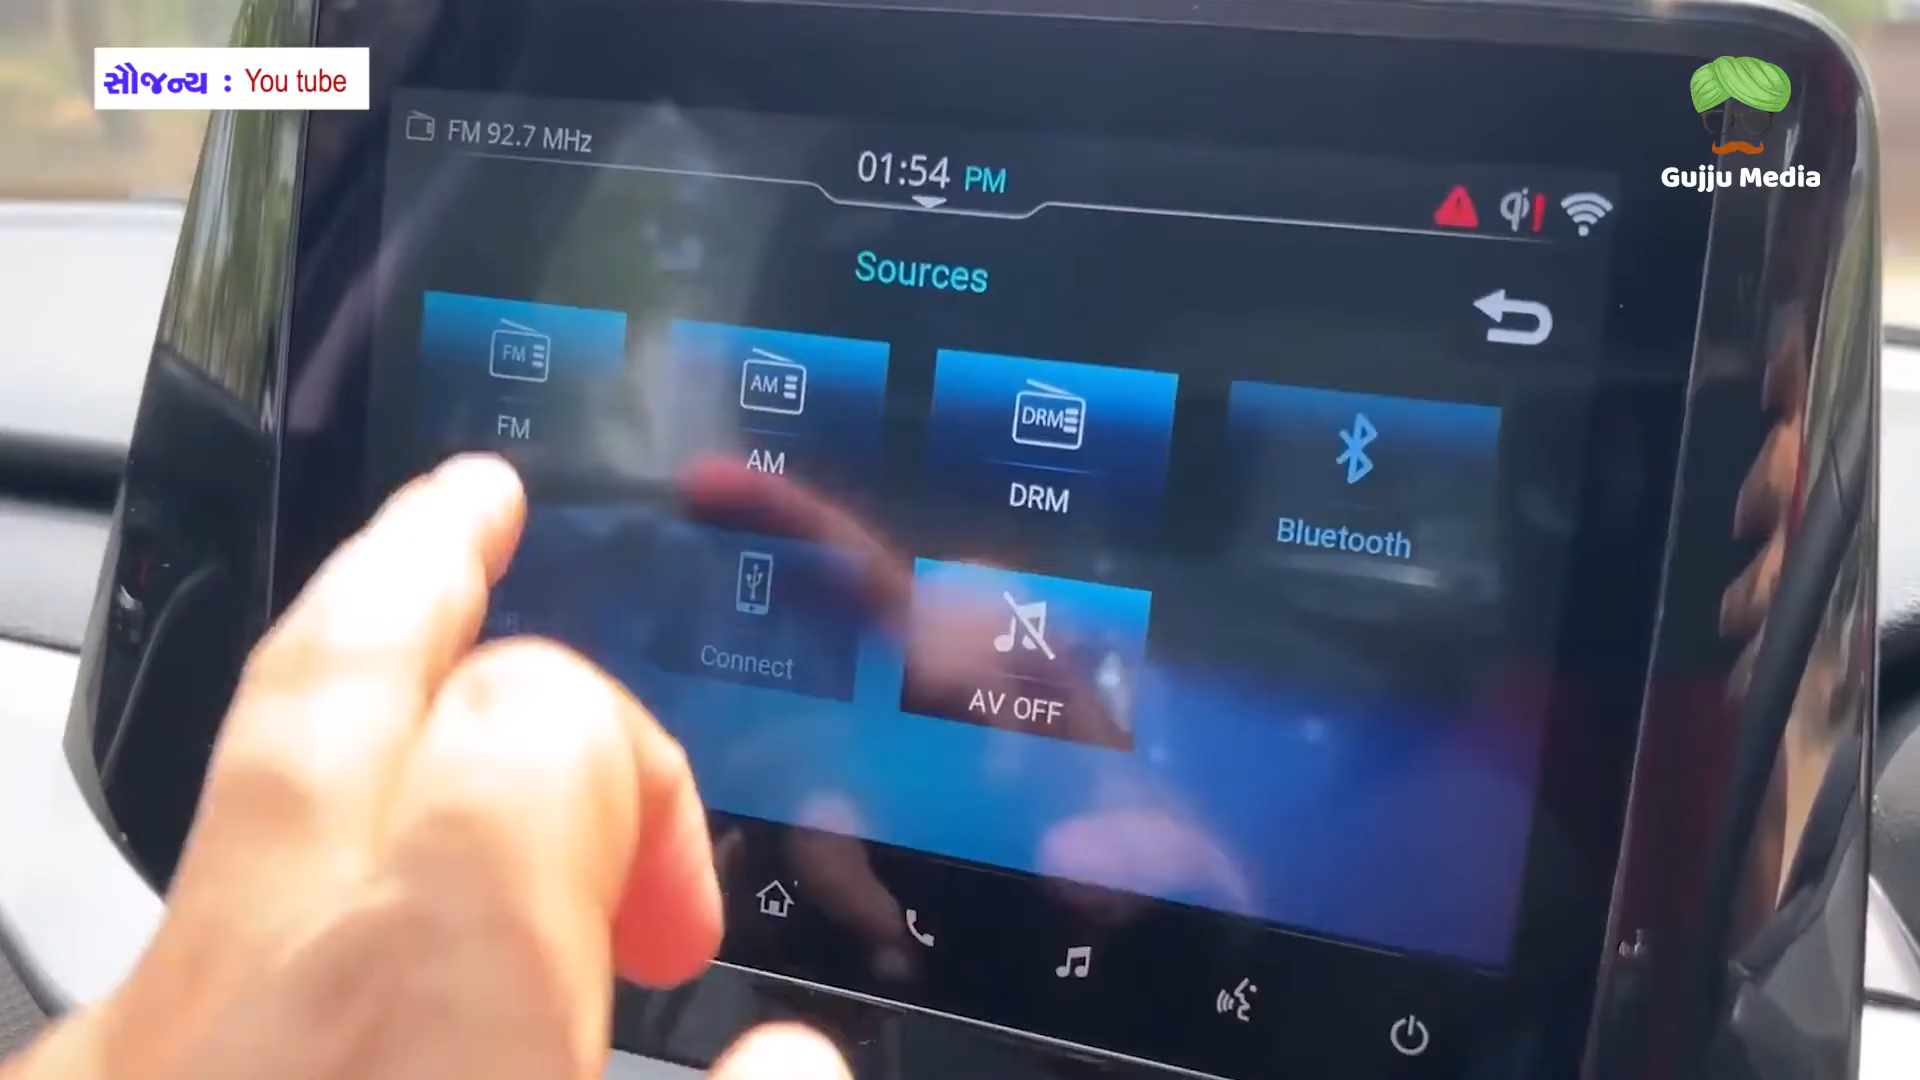 સૌજન્ય : You tube
Gujju Media
FM 92.7 MHz
01:54 PM
Sources
FM
FM
AM
AM
DRM
DRM
Bluetooth
Connect
AV OFF